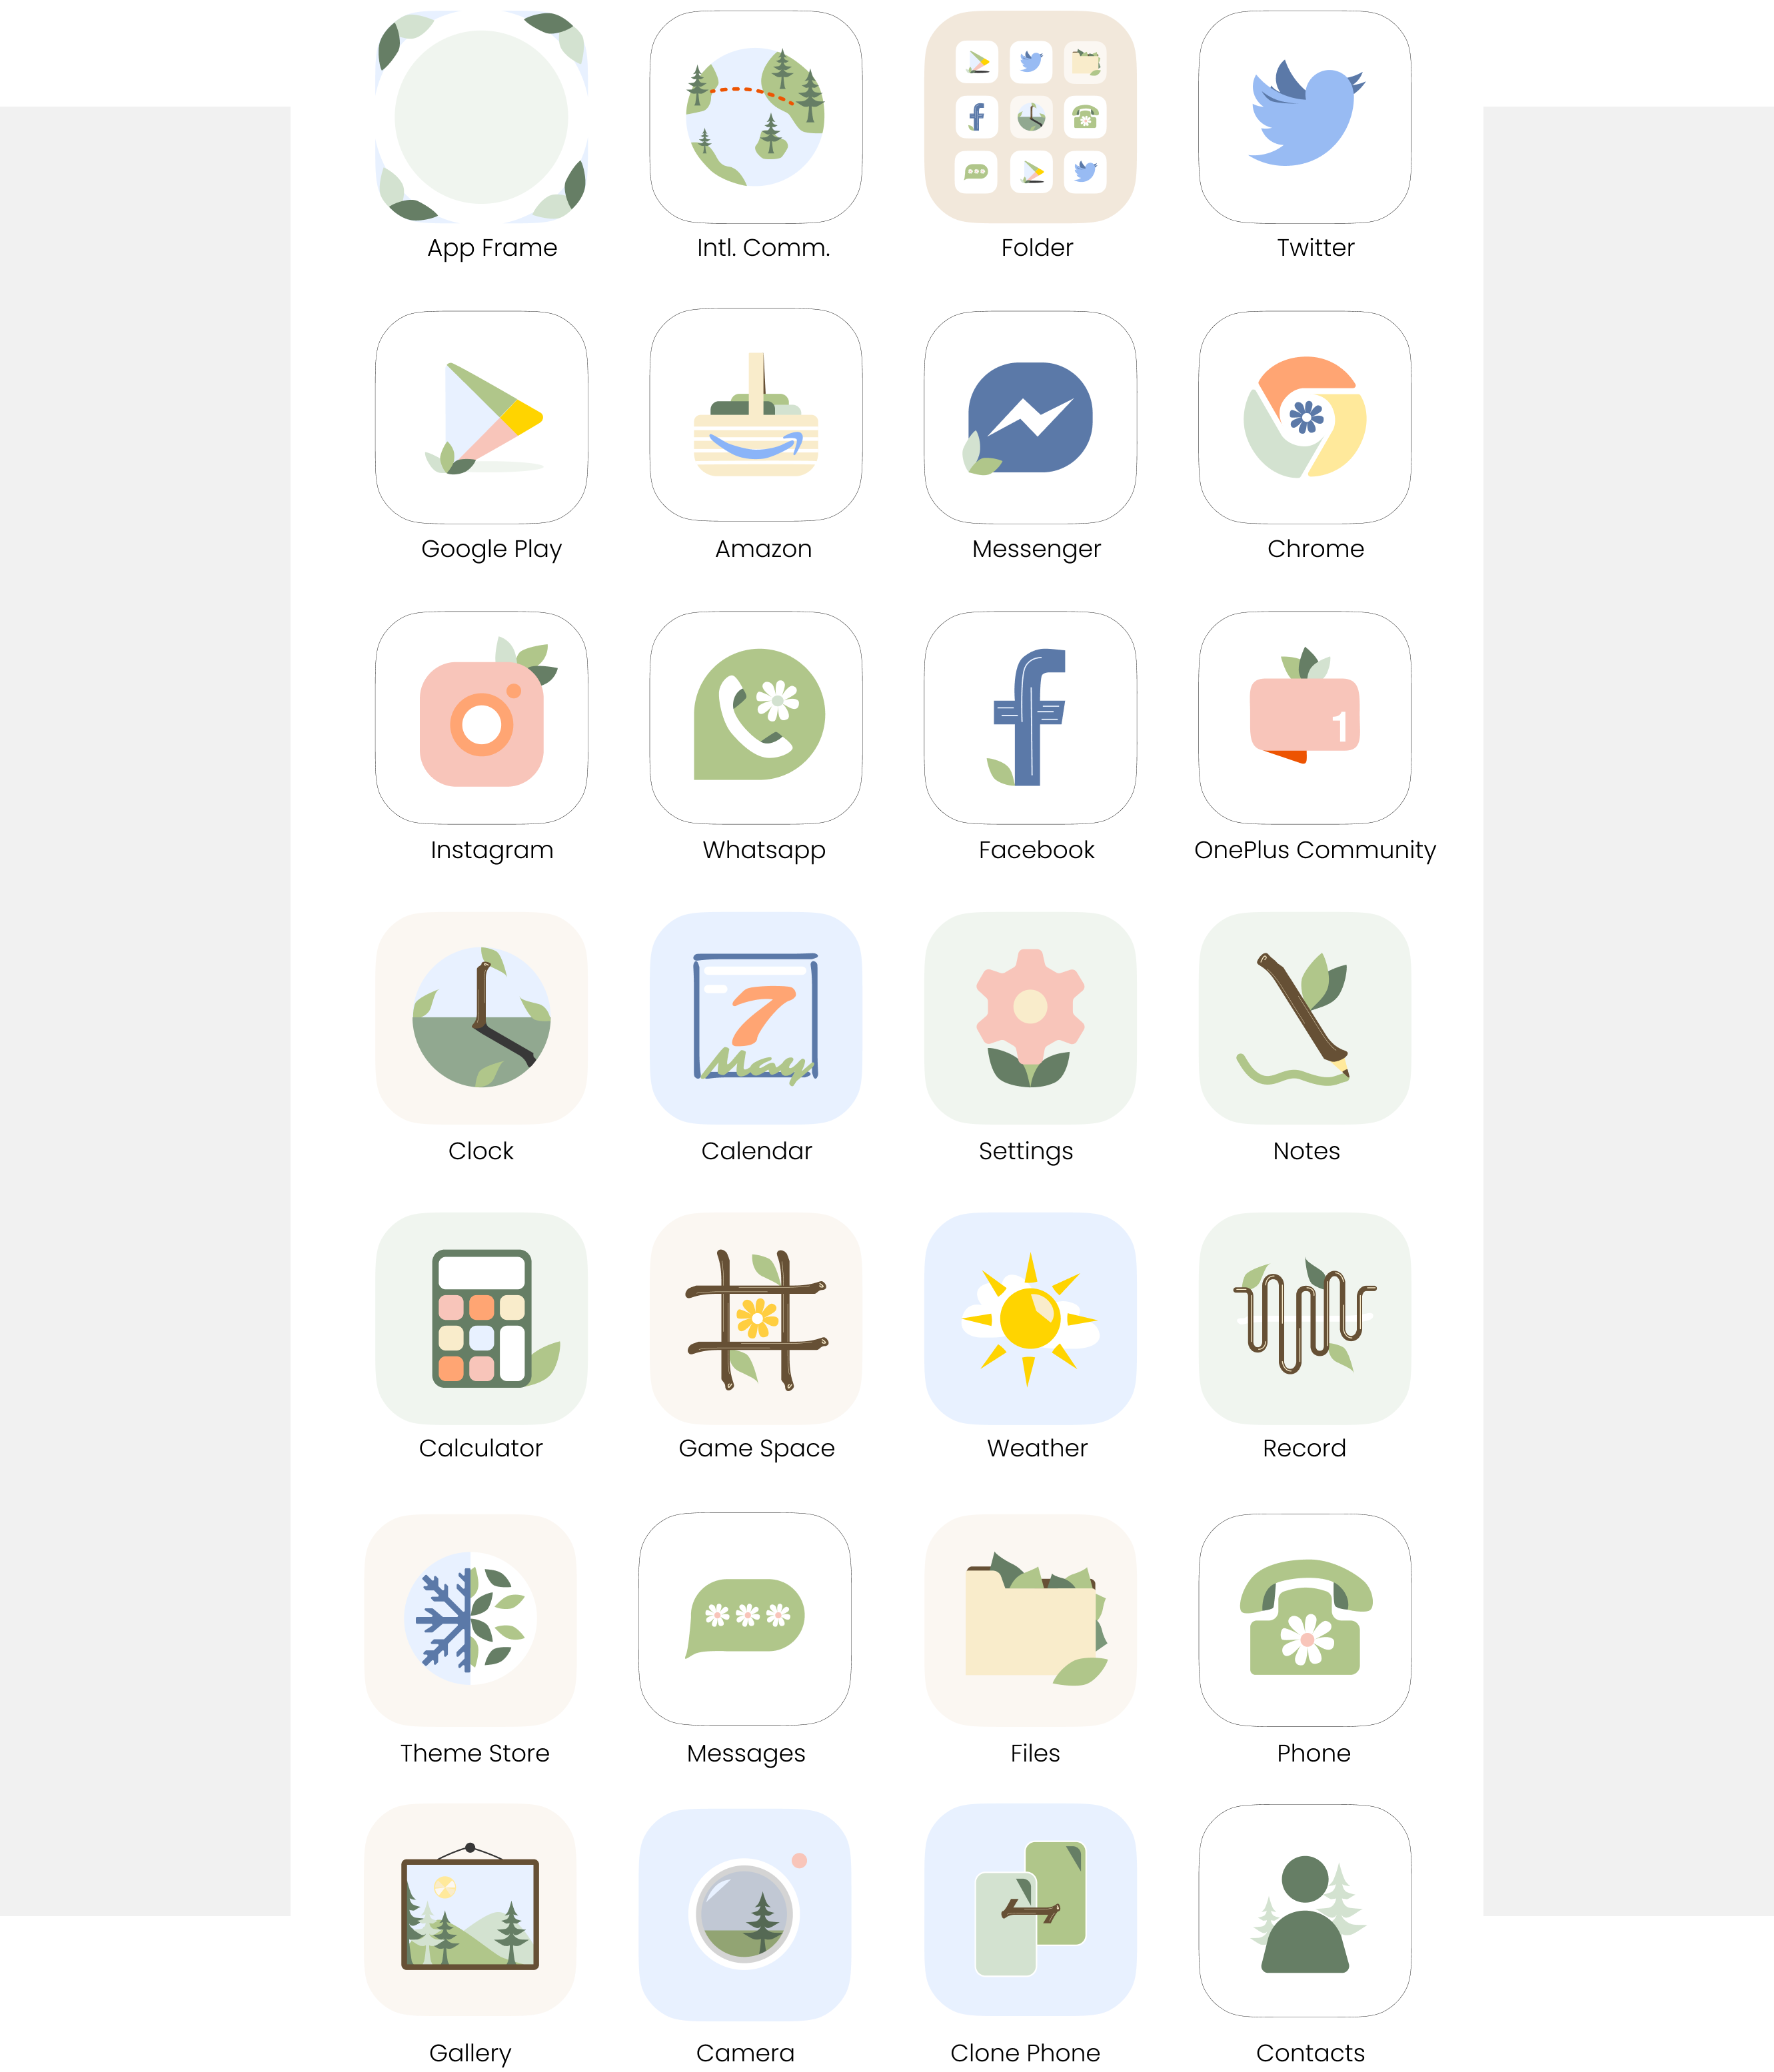 App Frame
Intl. Comm.
Folder
Twitter
Google Play
Amazon
Messenger
Chrome
1
Instagram
Whatsapp
Facebook
OnePlus Community
7
May
Clock
Calendar
Settings
Notes
Calculator
Game Space
Weather
Record
Theme Store
Messages
Files
Phone
Gallery
Camera
Clone Phone
Contacts